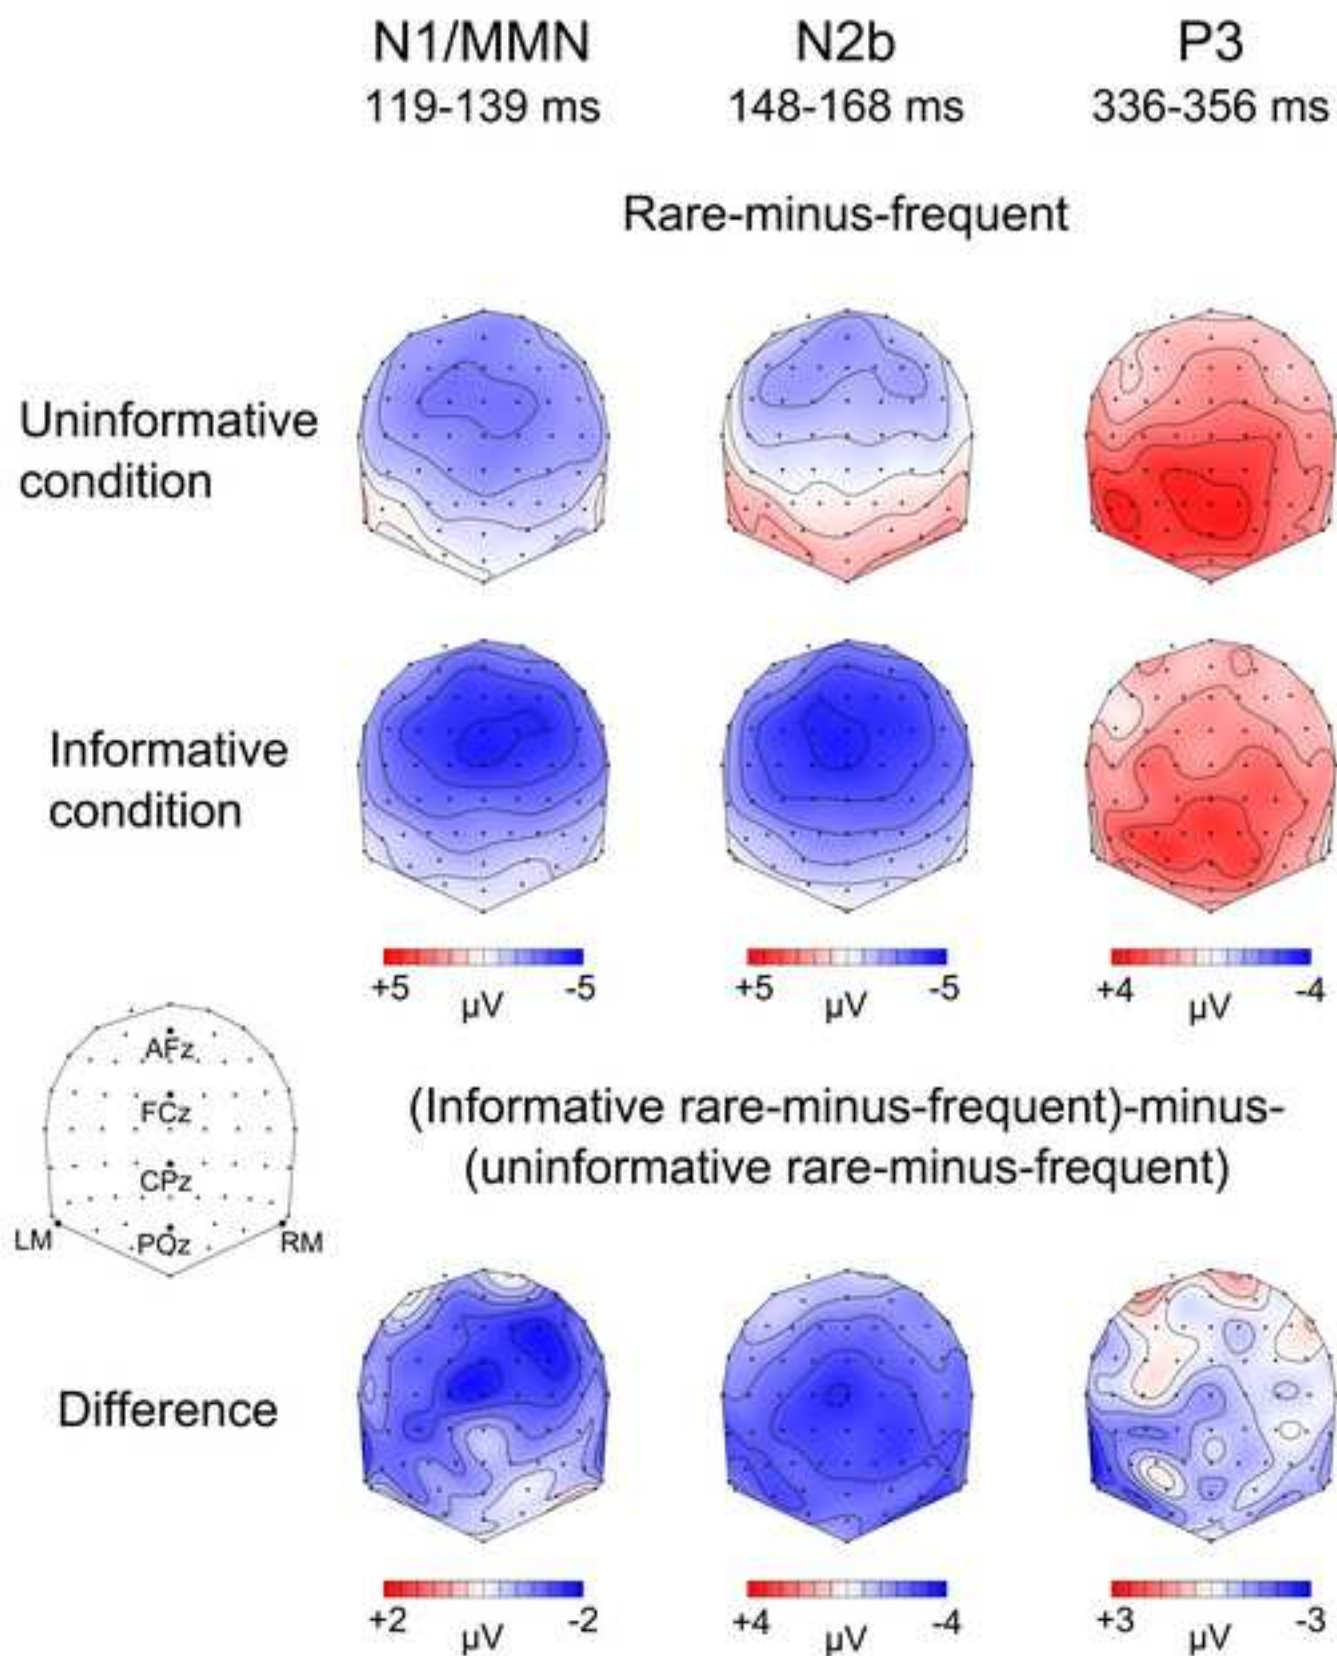 N1/MMN N2b P3
119-139 ms 148-168 ms 336-356 ms
Rare-minus-frequent
Uninformative
condition
Informative
condition
+5 -5 +5 -5 +4 -4
µV µV µV
AFz
FCz
CPz
LM POz RM
(Informative rare-minus-frequent)-minus-
(uninformative rare-minus-frequent)
Difference
+2 -2 +4 -4 +3 -3
µV µV µV